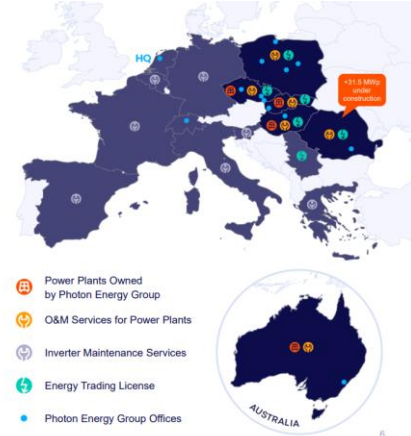 HQ
+31.5 MWp
under
construction
Power Plants Owned
by Photon Energy Group
O&M Services for Power Plants
Inverter Maintenance Services
Energy Trading License
Photon Energy Group Offices
AUSTRALIA